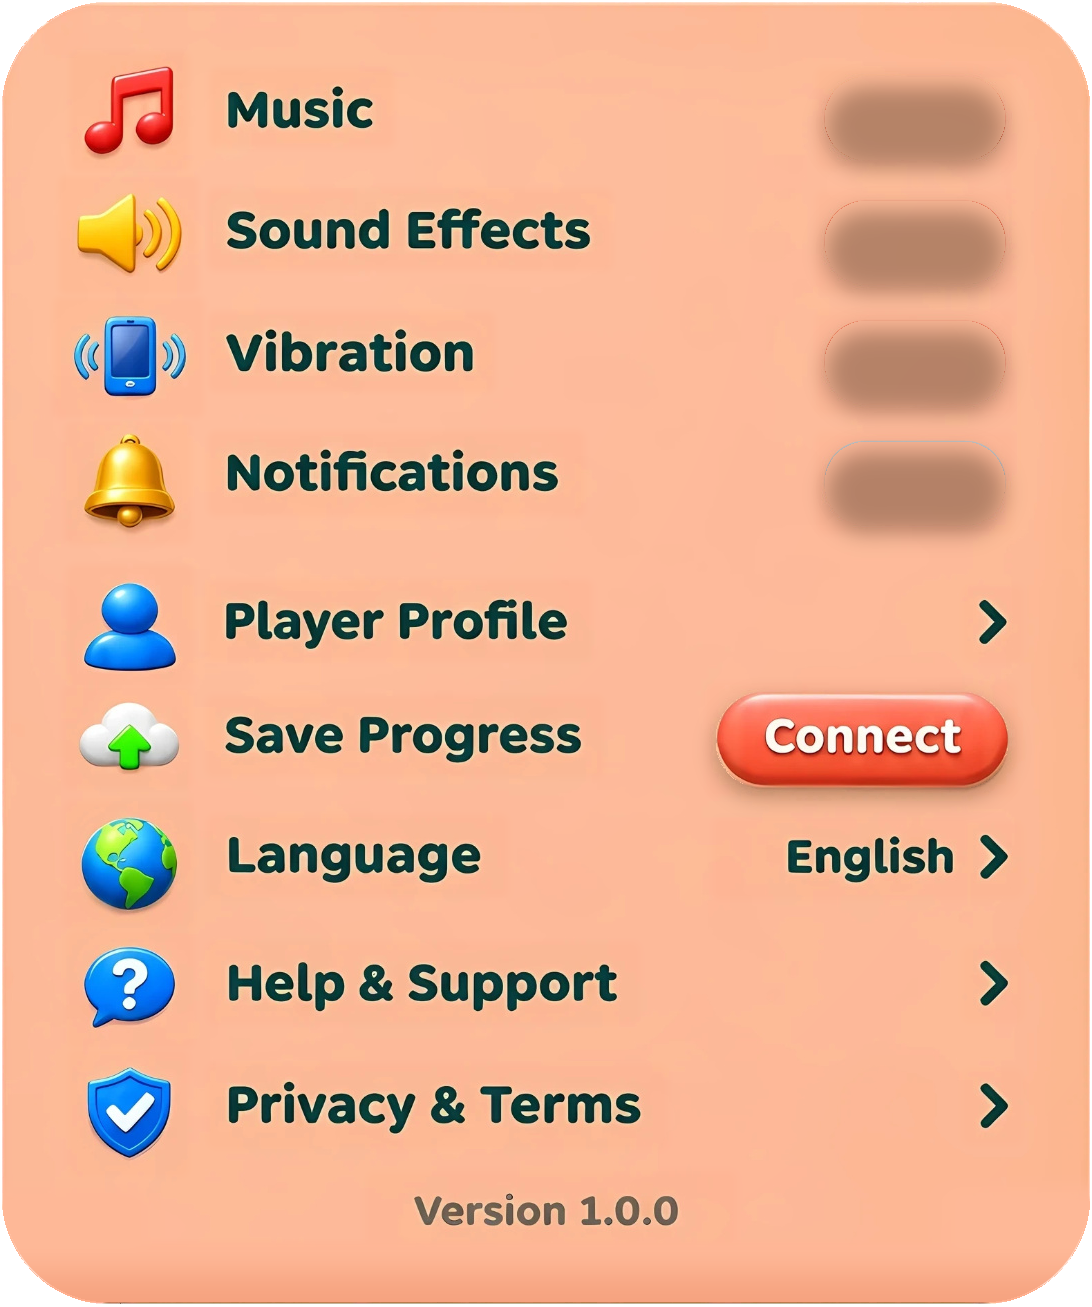 Music
Sound Effects
Vibration
Notifications
Player Profile
Save Progress Connect
Language English
Help & Support
Privacy & Terms
Version 1.0.0